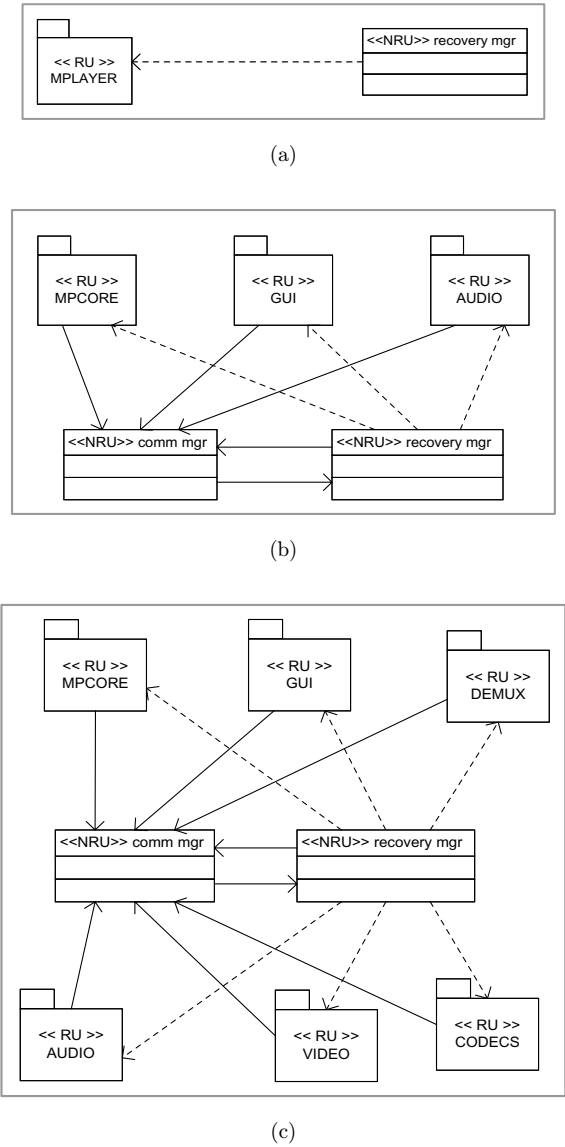 <<NRU>> recovery mgr
<< RU >>
MPLAYER
(a)
<< RU >>
MPCORE
<< RU >>
GUI
<< RU >>
AUDIO
<<NRU>> comm mgr
<<NRU>> recovery mgr
(b)
<< RU >>
MPCORE
<< RU >>
GUI
<< RU >>
DEMUX
<<NRU>> comm mgr
<<NRU>> recovery mgr
<< RU >>
AUDIO
<< RU >>
VIDEO
<< RU >>
CODECS
(c)